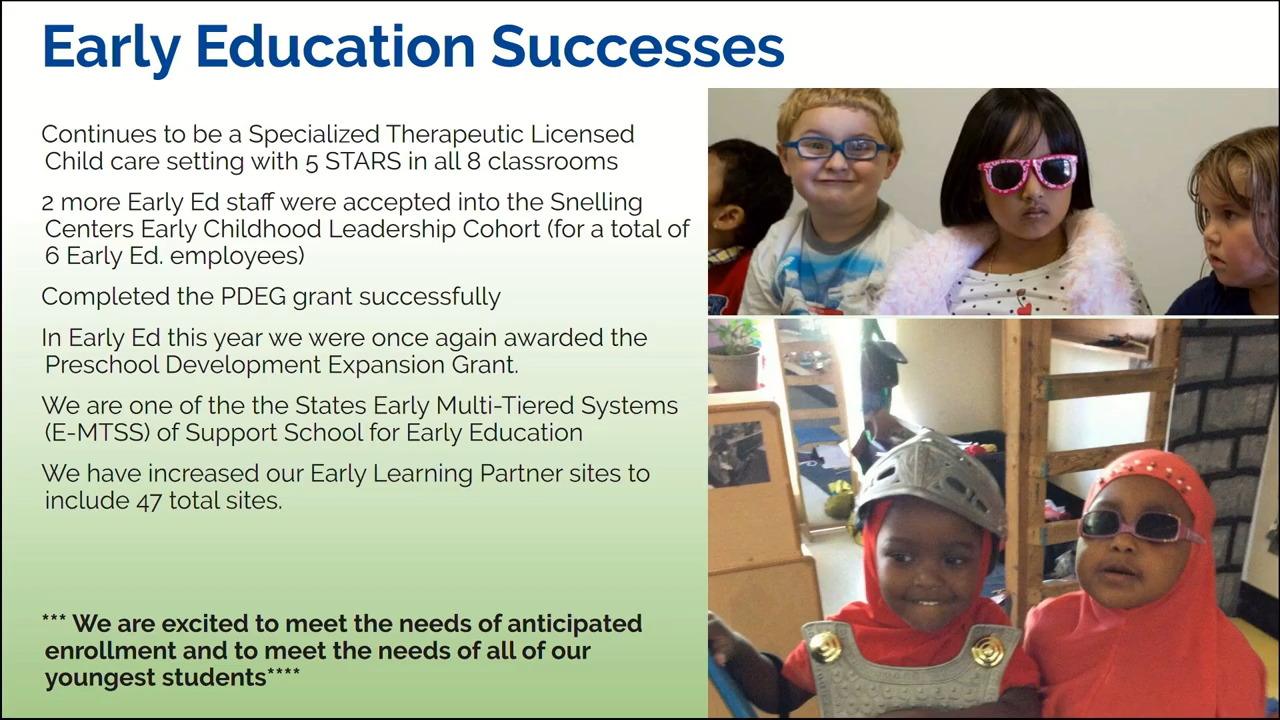 Early Education Successes
Continues to be a Specialized Therapeutic Licensed
Child care setting with 5 STARS in all 8 classrooms
2 more Early Ed staff were accepted into the Snelling
Centers Early Childhood Leadership Cohort (for a total of
6 Early Ed. employees)
Completed the PDEG grant successfully
In Early Ed this year we were once again awarded the
Preschool Development Expansion Grant.
We are one of the the States Early Multi-Tiered Systems
(E-MTSS) of Support School for Early Education
We have increased our Early Learning Partner sites to
include 47 total sites.
*** We are excited to meet the needs of anticipated
enrollment and to meet the needs of all of our
youngest students****